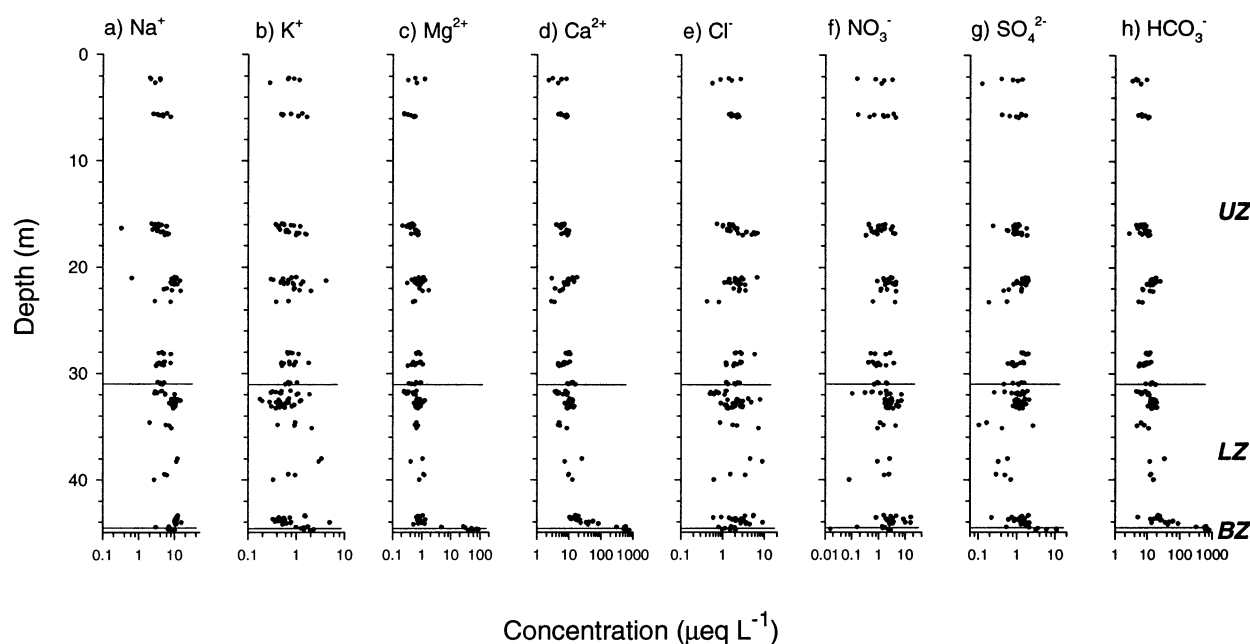 a) Na⁺ b) K⁺ c) Mg²⁺ d) Ca²⁺ e) Cl⁻ f) NO₃⁻ g) SO₄²⁻ h) HCO₃⁻
0
10
UZ
20
Depth (m)
30
LZ
40
BZ
0.1 1 10 0.1 1 10 0.1 1 10 100 1 10 100 1000 0.1 1 10 0.01 0.1 1 10 0.1 1 10 1 10 100 1000
Concentration (µeq L⁻¹)